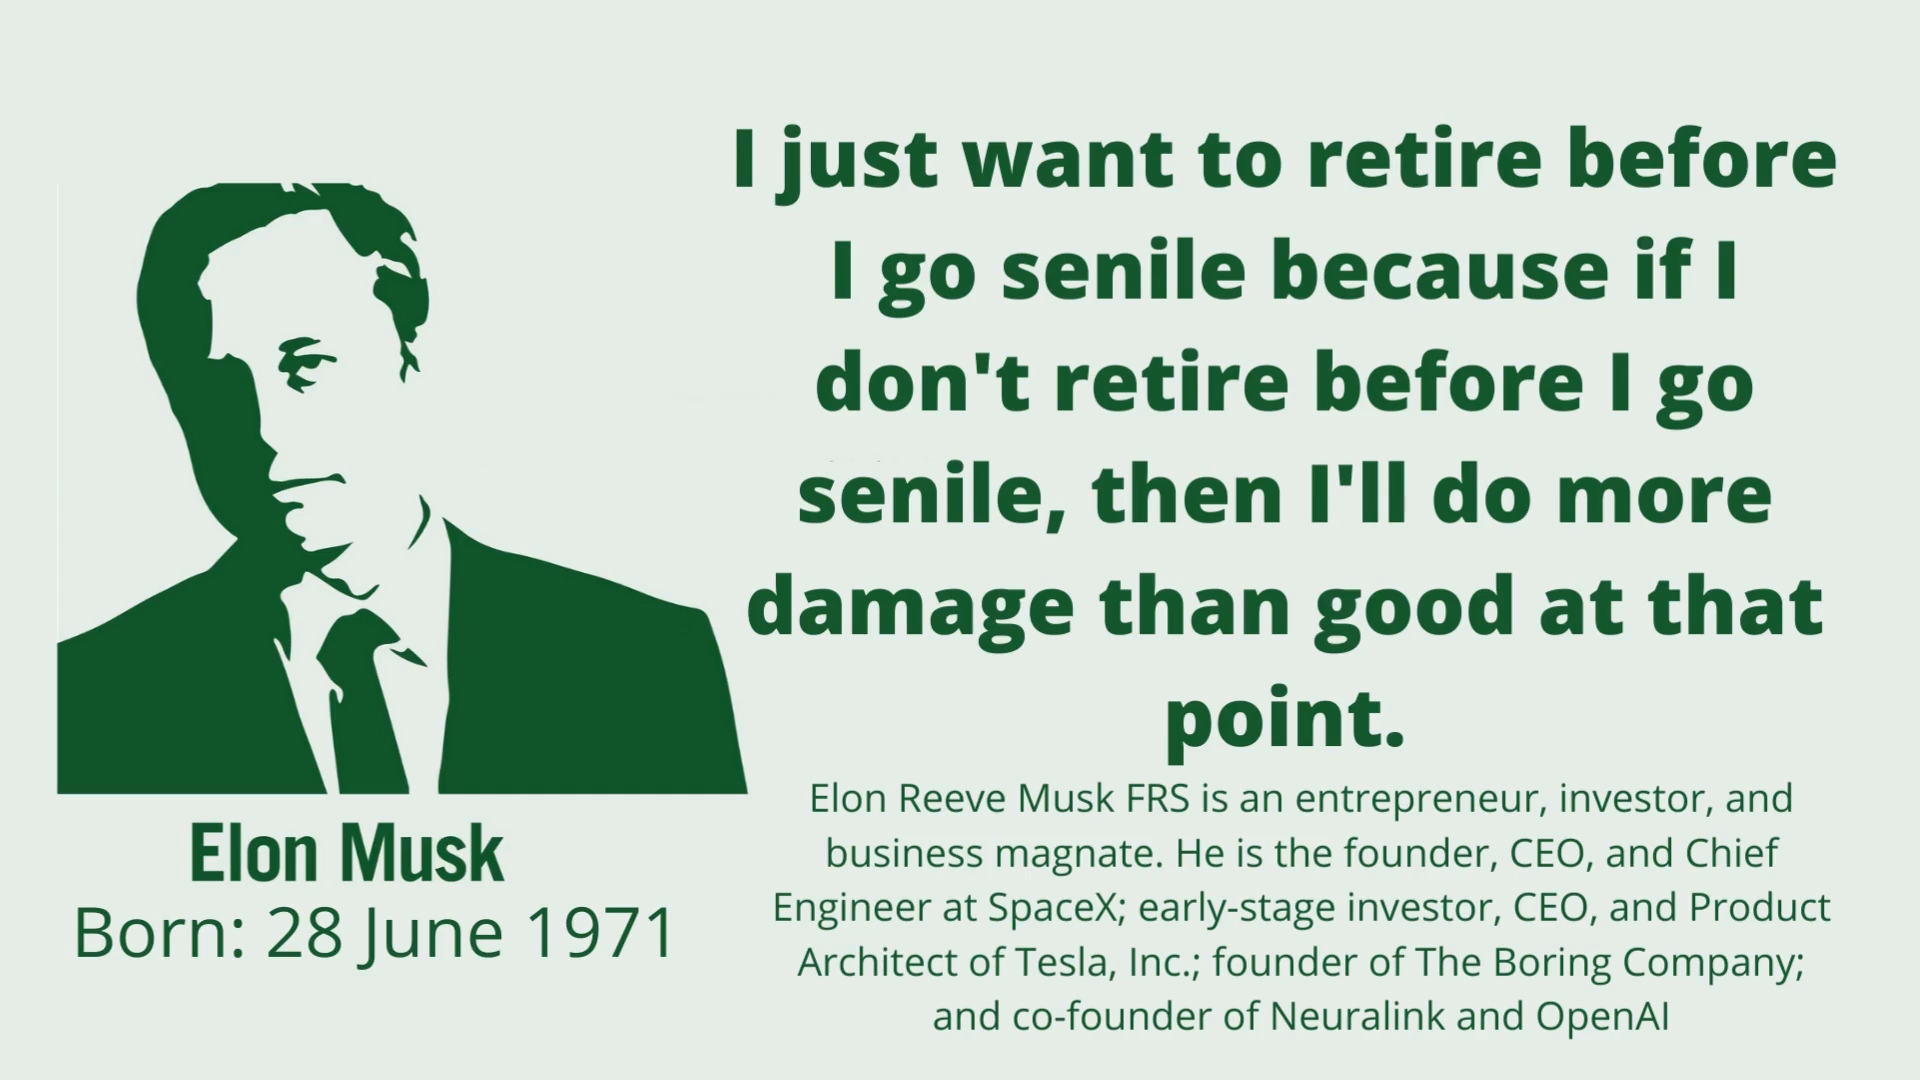 I just want to retire before
I go senile because if I
don't retire before I go
senile, then I'll do more
damage than good at that
point.
Elon Reeve Musk FRS is an entrepreneur, investor, and
business magnate. He is the founder, CEO, and Chief
Engineer at SpaceX; early-stage investor, CEO, and Product
Architect of Tesla, Inc.; founder of The Boring Company;
and co-founder of Neuralink and OpenAI
Elon Musk
Born: 28 June 1971